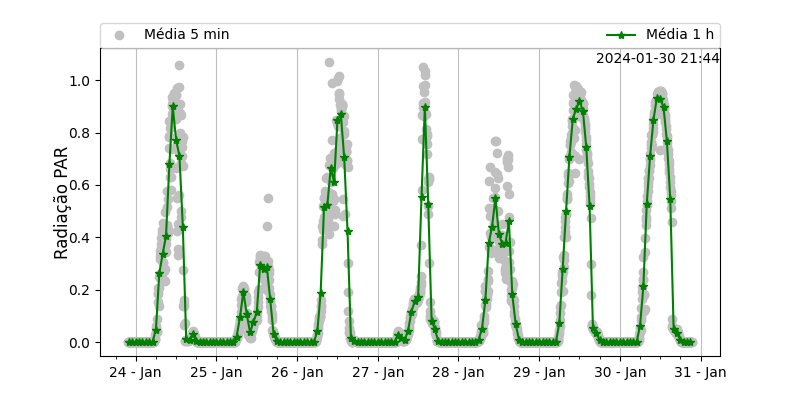 Média 5 min
Média 1 h
2024-01-30 21:44
Radiação PAR
1.0
0.8
0.6
0.4
0.2
0.0
24 - Jan
25 - Jan
26 - Jan
27 - Jan
28 - Jan
29 - Jan
30 - Jan
31 - Jan